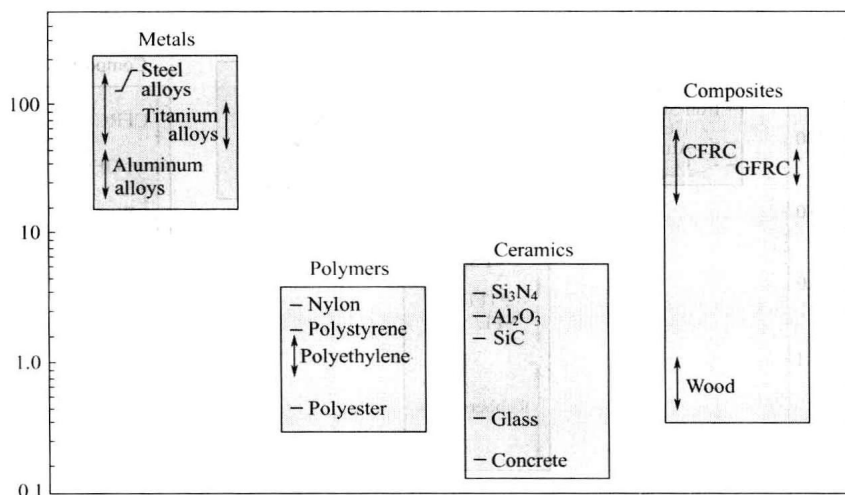 Metals
Steel
alloys
Titanium
alloys
Aluminum
alloys
Polymers
Nylon
Polystyrene
Polyethylene
Polyester
Ceramics
Si₃N₄
Al₂O₃
SiC
Glass
Concrete
Composites
CFRC
GFRC
Wood
100
10
1.0
0.1